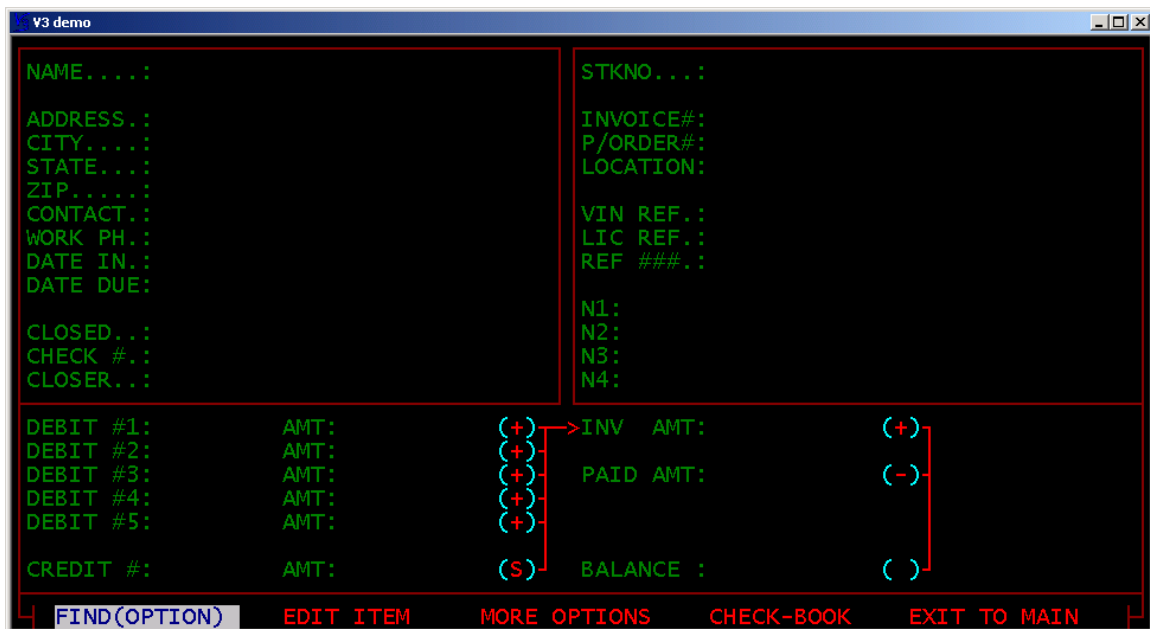 V3 demo
NAME....:
ADDRESS.:
CITY....:
STATE...:
ZIP.....:
CONTACT.:
WORK PH.:
DATE IN.:
DATE DUE:
CLOSED..:
CHECK #.:
CLOSER..:
STKNO...:
INVOICE#:
P/ORDER#:
LOCATION:
VIN REF.:
LIC REF.:
REF ###.:
N1:
N2:
N3:
N4:
DEBIT #1: AMT: (+) >INV AMT: (+)
DEBIT #2: AMT: (+)
DEBIT #3: AMT: (+) PAID AMT: (-)
DEBIT #4: AMT: (+)
DEBIT #5: AMT: (+)
CREDIT #: AMT: (S) BALANCE : ( )
FIND(OPTION) EDIT ITEM MORE OPTIONS CHECK-BOOK EXIT TO MAIN